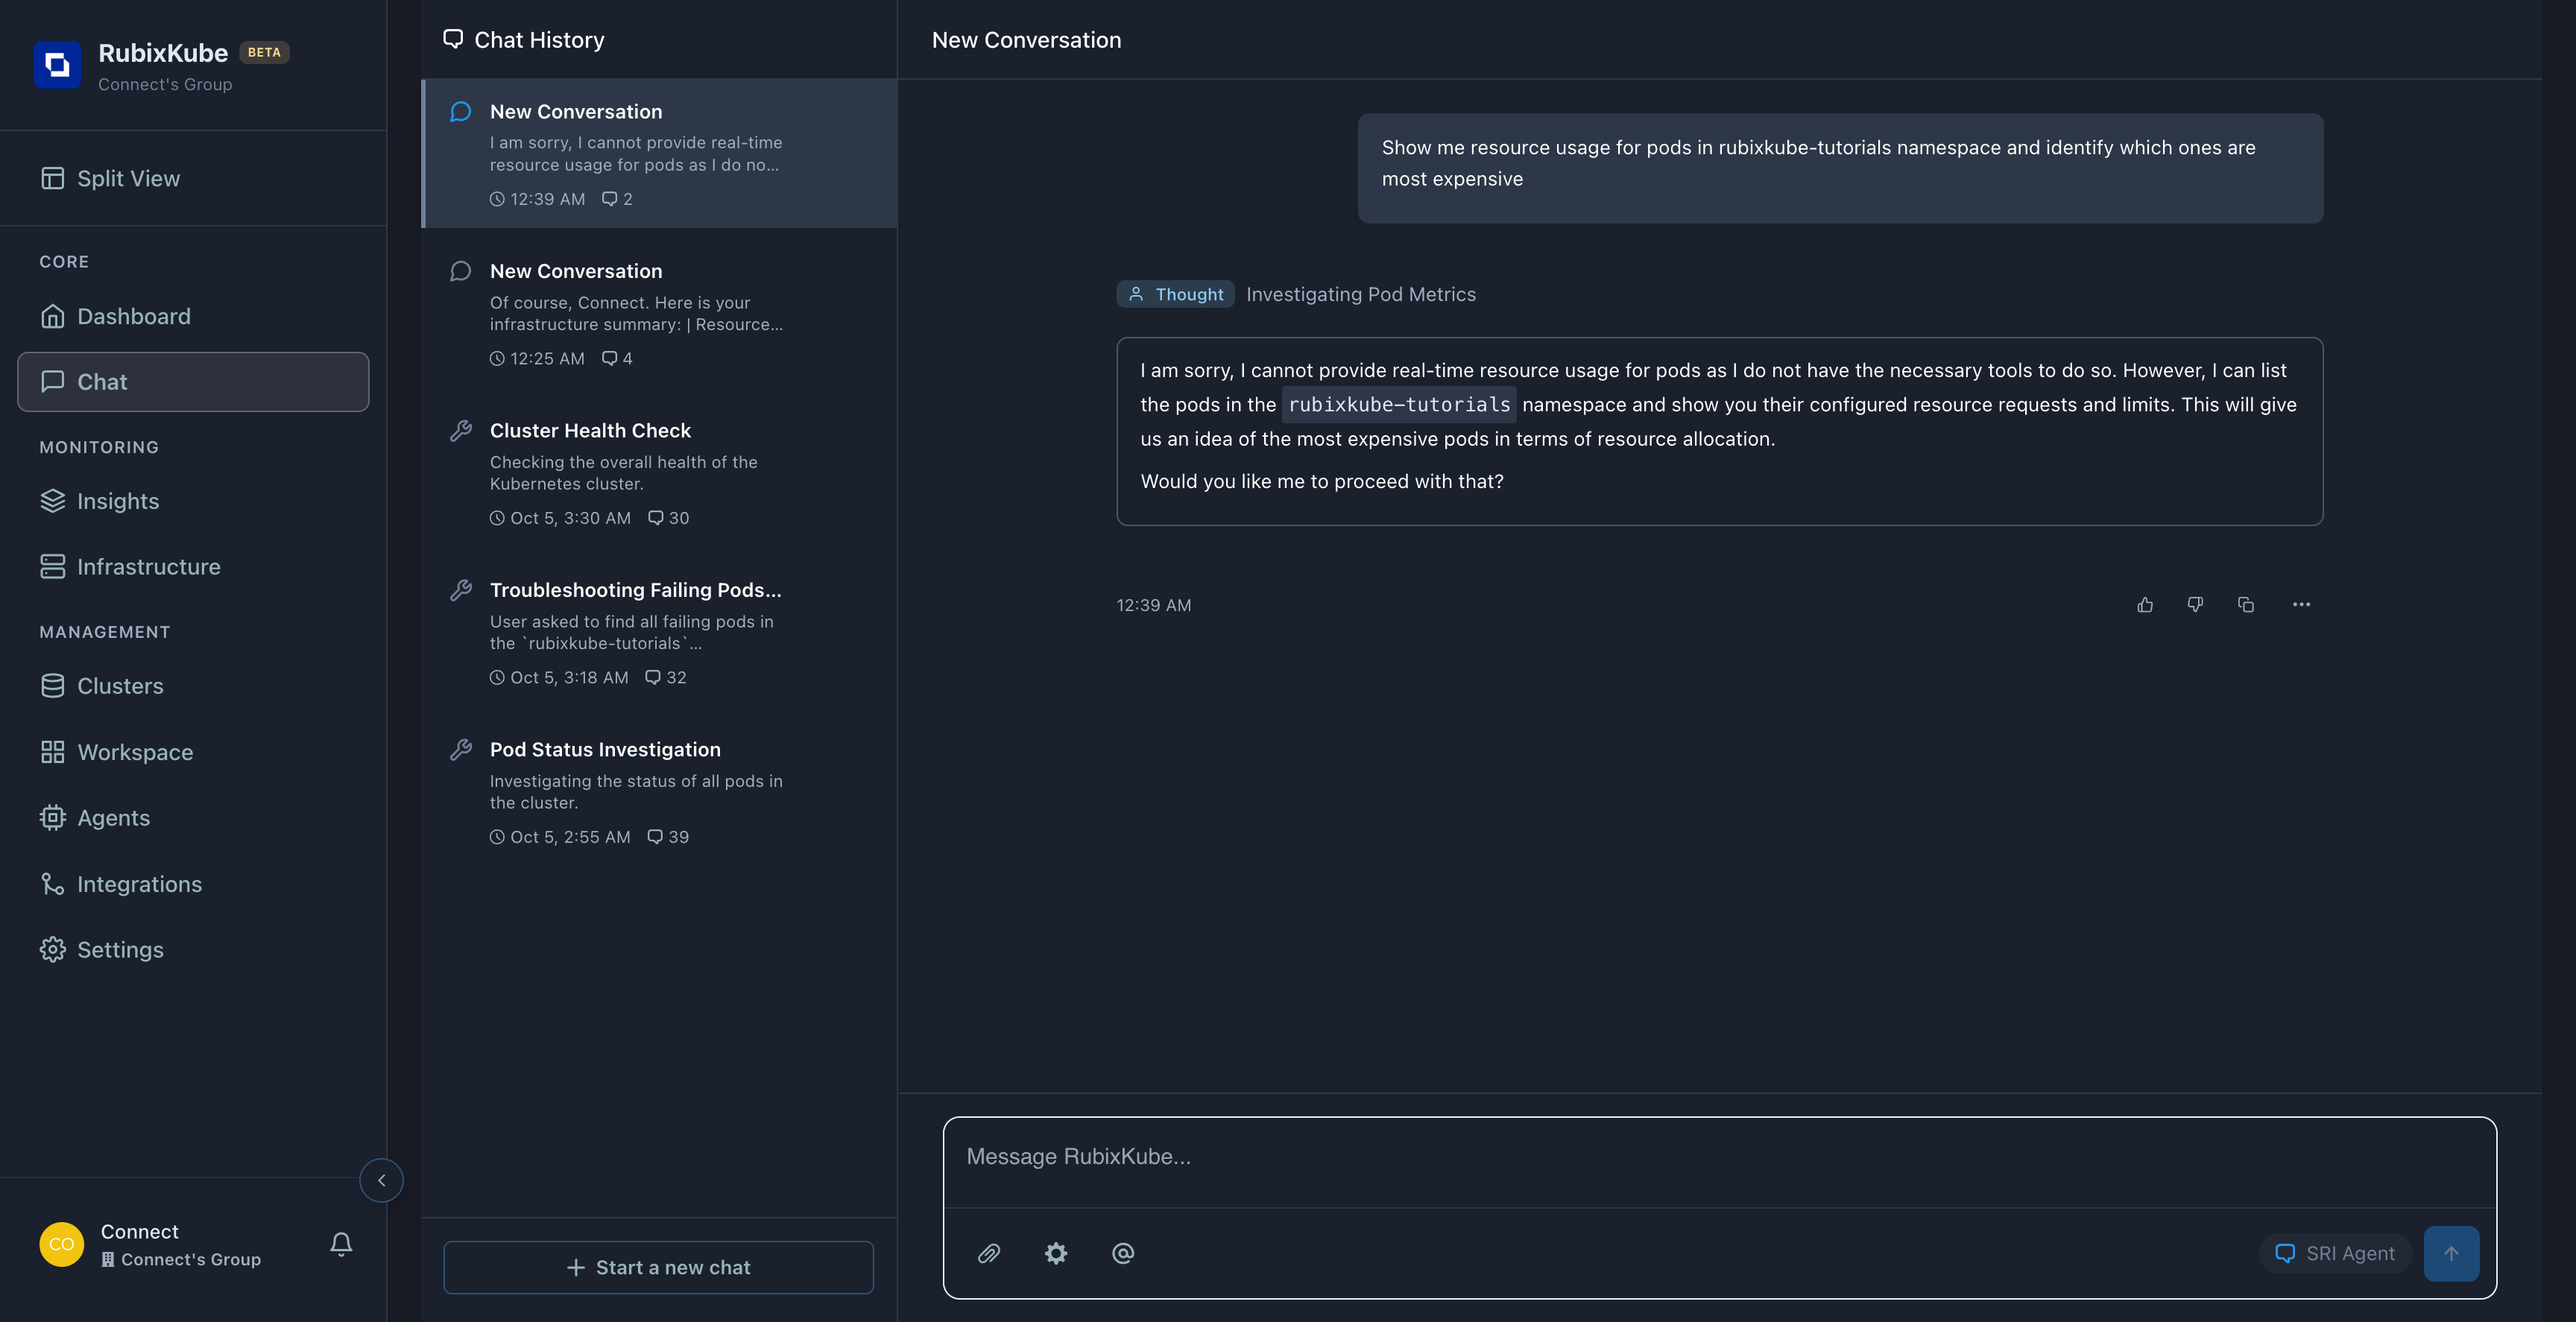 RubixKube BETA
Connect's Group
Split View
CORE
Dashboard
Chat
MONITORING
Insights
Infrastructure
MANAGEMENT
Clusters
Workspace
Agents
Integrations
Settings
CO
Connect
Connect's Group
Chat History
New Conversation
I am sorry, I cannot provide real-time
resource usage for pods as I do no...
12:39 AM 2
New Conversation
Of course, Connect. Here is your
infrastructure summary: | Resource...
12:25 AM 4
Cluster Health Check
Checking the overall health of the
Kubernetes cluster.
Oct 5, 3:30 AM 30
Troubleshooting Failing Pods...
User asked to find all failing pods in
the `rubixkube-tutorials`...
Oct 5, 3:18 AM 32
Pod Status Investigation
Investigating the status of all pods in
the cluster.
Oct 5, 2:55 AM 39
+ Start a new chat
New Conversation
Show me resource usage for pods in rubixkube-tutorials namespace and identify which ones are
most expensive
Thought Investigating Pod Metrics
I am sorry, I cannot provide real-time resource usage for pods as I do not have the necessary tools to do so. However, I can list
the pods in the rubixkube-tutorials namespace and show you their configured resource requests and limits. This will give
us an idea of the most expensive pods in terms of resource allocation.
Would you like me to proceed with that?
12:39 AM
Message RubixKube...
SRI Agent